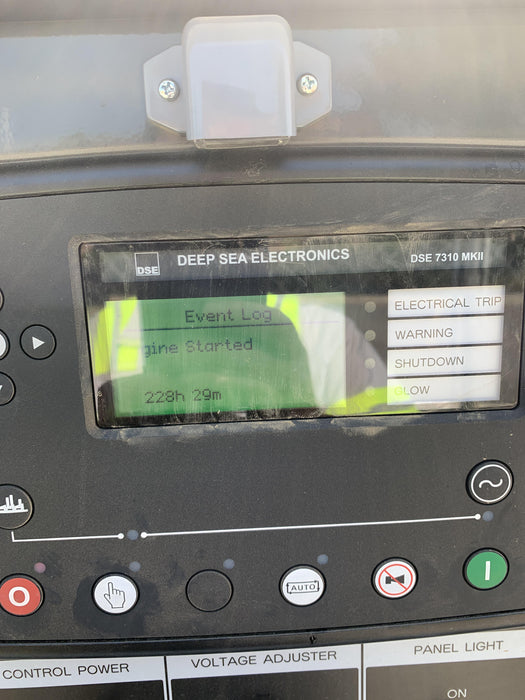 DSE
DEEP SEA ELECTRONICS
DSE 7310 MKII
Event Log
gine Started
228h 29m
ELECTRICAL TRIP
WARNING
SHUTDOWN
GLOW
O
AUTO
I
CONTROL POWER
VOLTAGE ADJUSTER
PANEL LIGHT
ON